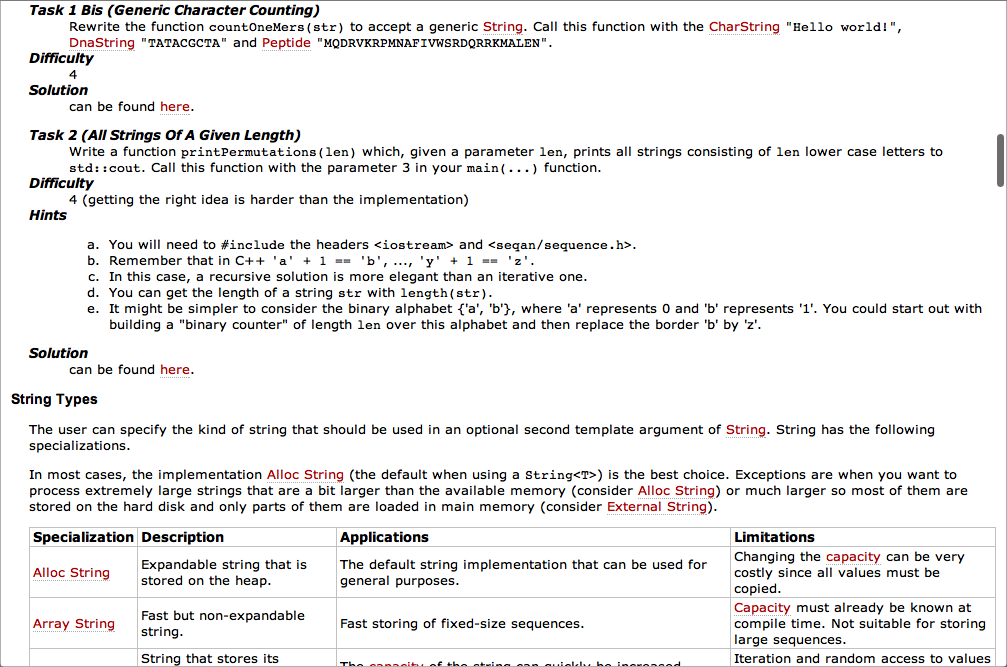 Task 1 Bis (Generic Character Counting)
Rewrite the function countOneMers(str) to accept a generic String. Call this function with the CharString "Hello world!",
DnaString "TATACGCTA" and Peptide "MQDRVKRPMNAFIVWSRDQRRKMALEN".
Difficulty
4
Solution
can be found here.
Task 2 (All Strings Of A Given Length)
Write a function printPermutations(len) which, given a parameter len, prints all strings consisting of len lower case letters to
std::cout. Call this function with the parameter 3 in your main(...) function.
Difficulty
4 (getting the right idea is harder than the implementation)
Hints
a. You will need to #include the headers <iostream> and <seqan/sequence.h>.
b. Remember that in C++ 'a' + 1 == 'b', ..., 'y' + 1 == 'z'.
c. In this case, a recursive solution is more elegant than an iterative one.
d. You can get the length of a string str with length(str).
e. It might be simpler to consider the binary alphabet {'a', 'b'}, where 'a' represents 0 and 'b' represents '1'. You could start out with
building a "binary counter" of length len over this alphabet and then replace the border 'b' by 'z'.
Solution
can be found here.
String Types
The user can specify the kind of string that should be used in an optional second template argument of String. String has the following
specializations.
In most cases, the implementation Alloc String (the default when using a String<T>) is the best choice. Exceptions are when you want to
process extremely large strings that are a bit larger than the available memory (consider Alloc String) or much larger so most of them are
stored on the hard disk and only parts of them are loaded in main memory (consider External String).
Specialization Description Applications Limitations
Alloc String
Expandable string that is
stored on the heap.
The default string implementation that can be used for
general purposes.
Changing the capacity can be very
costly since all values must be
copied.
Array String
Fast but non-expandable
string.
Fast storing of fixed-size sequences.
Capacity must already be known at
compile time. Not suitable for storing
large sequences.
String that stores its
The capacity of the string can quickly be increased
Iteration and random access to values